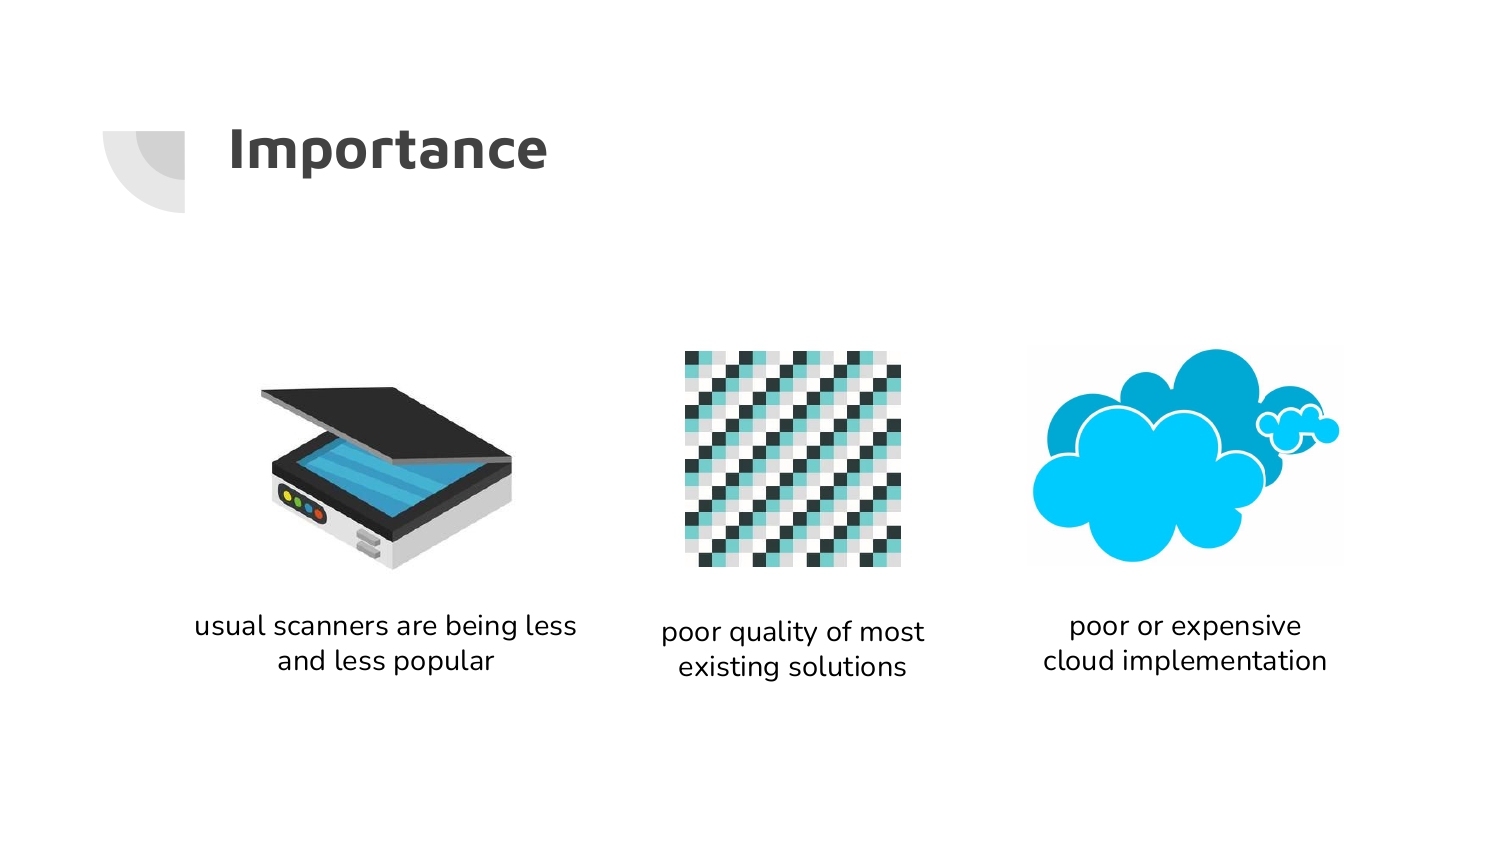 Importance
usual scanners are being less
and less popular
poor quality of most
existing solutions
poor or expensive
cloud implementation